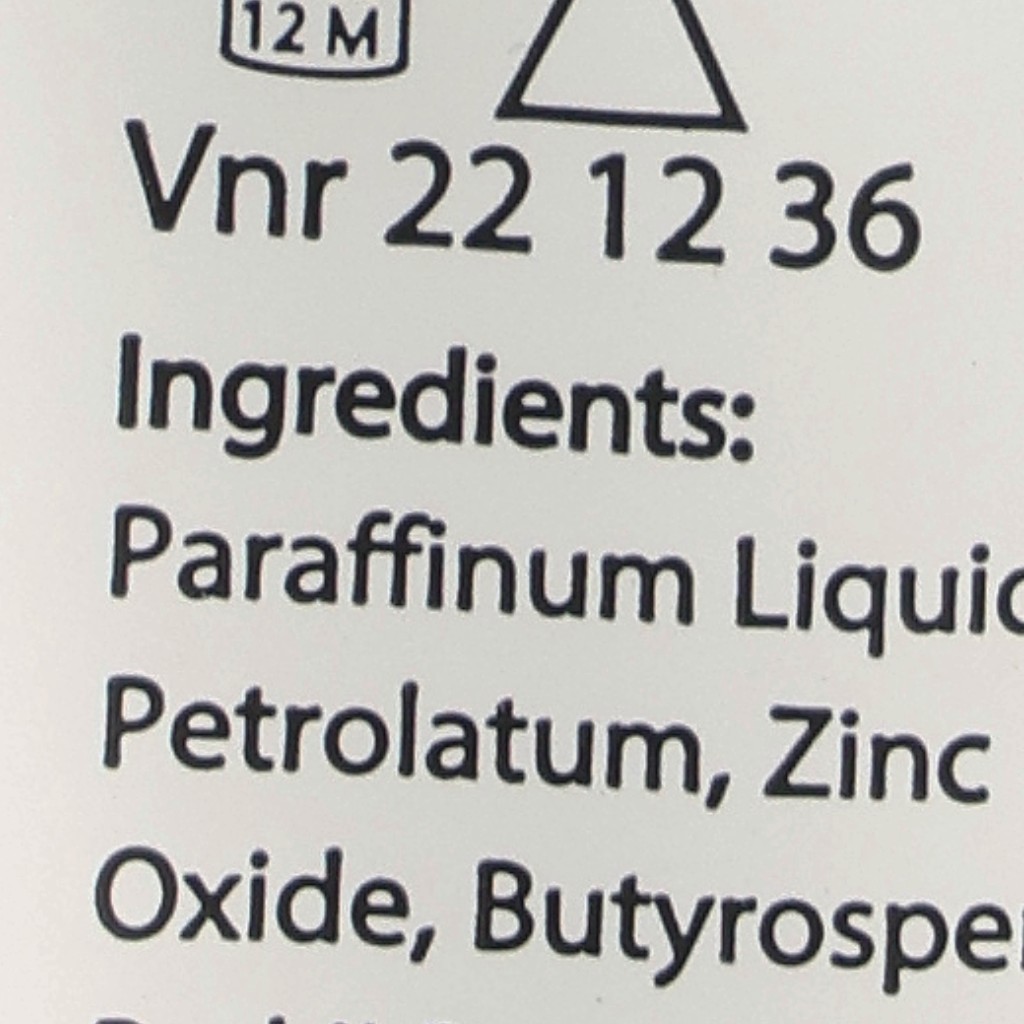 12 M
Vnr 22 12 36
Ingredients:
Paraffinum
Petrolatum, Zinc
Oxide,